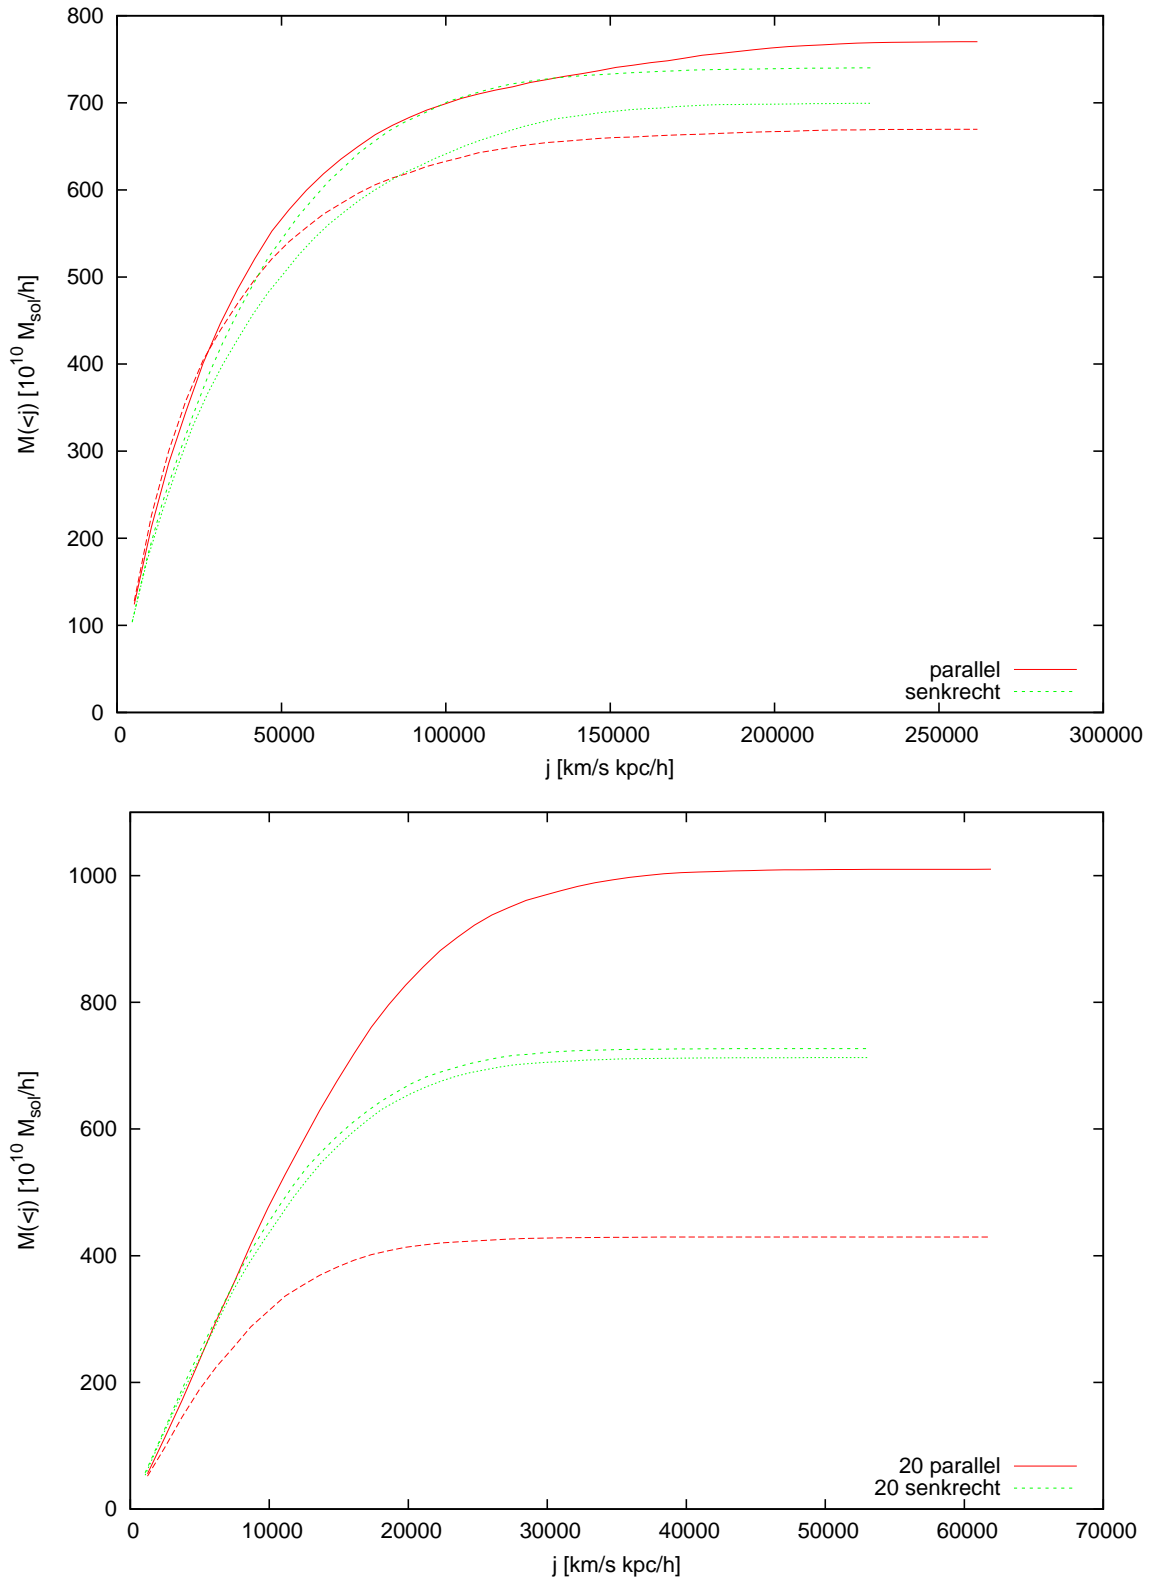 800
700
600
500
400
300
200
100
0
M(<j) [10^10 M_sol/h]
parallel
senkrecht
0 50000 100000 150000 200000 250000 300000
j [km/s kpc/h]
1000
800
600
400
200
0
M(<j) [10^10 M_sol/h]
20 parallel
20 senkrecht
0 10000 20000 30000 40000 50000 60000 70000
j [km/s kpc/h]